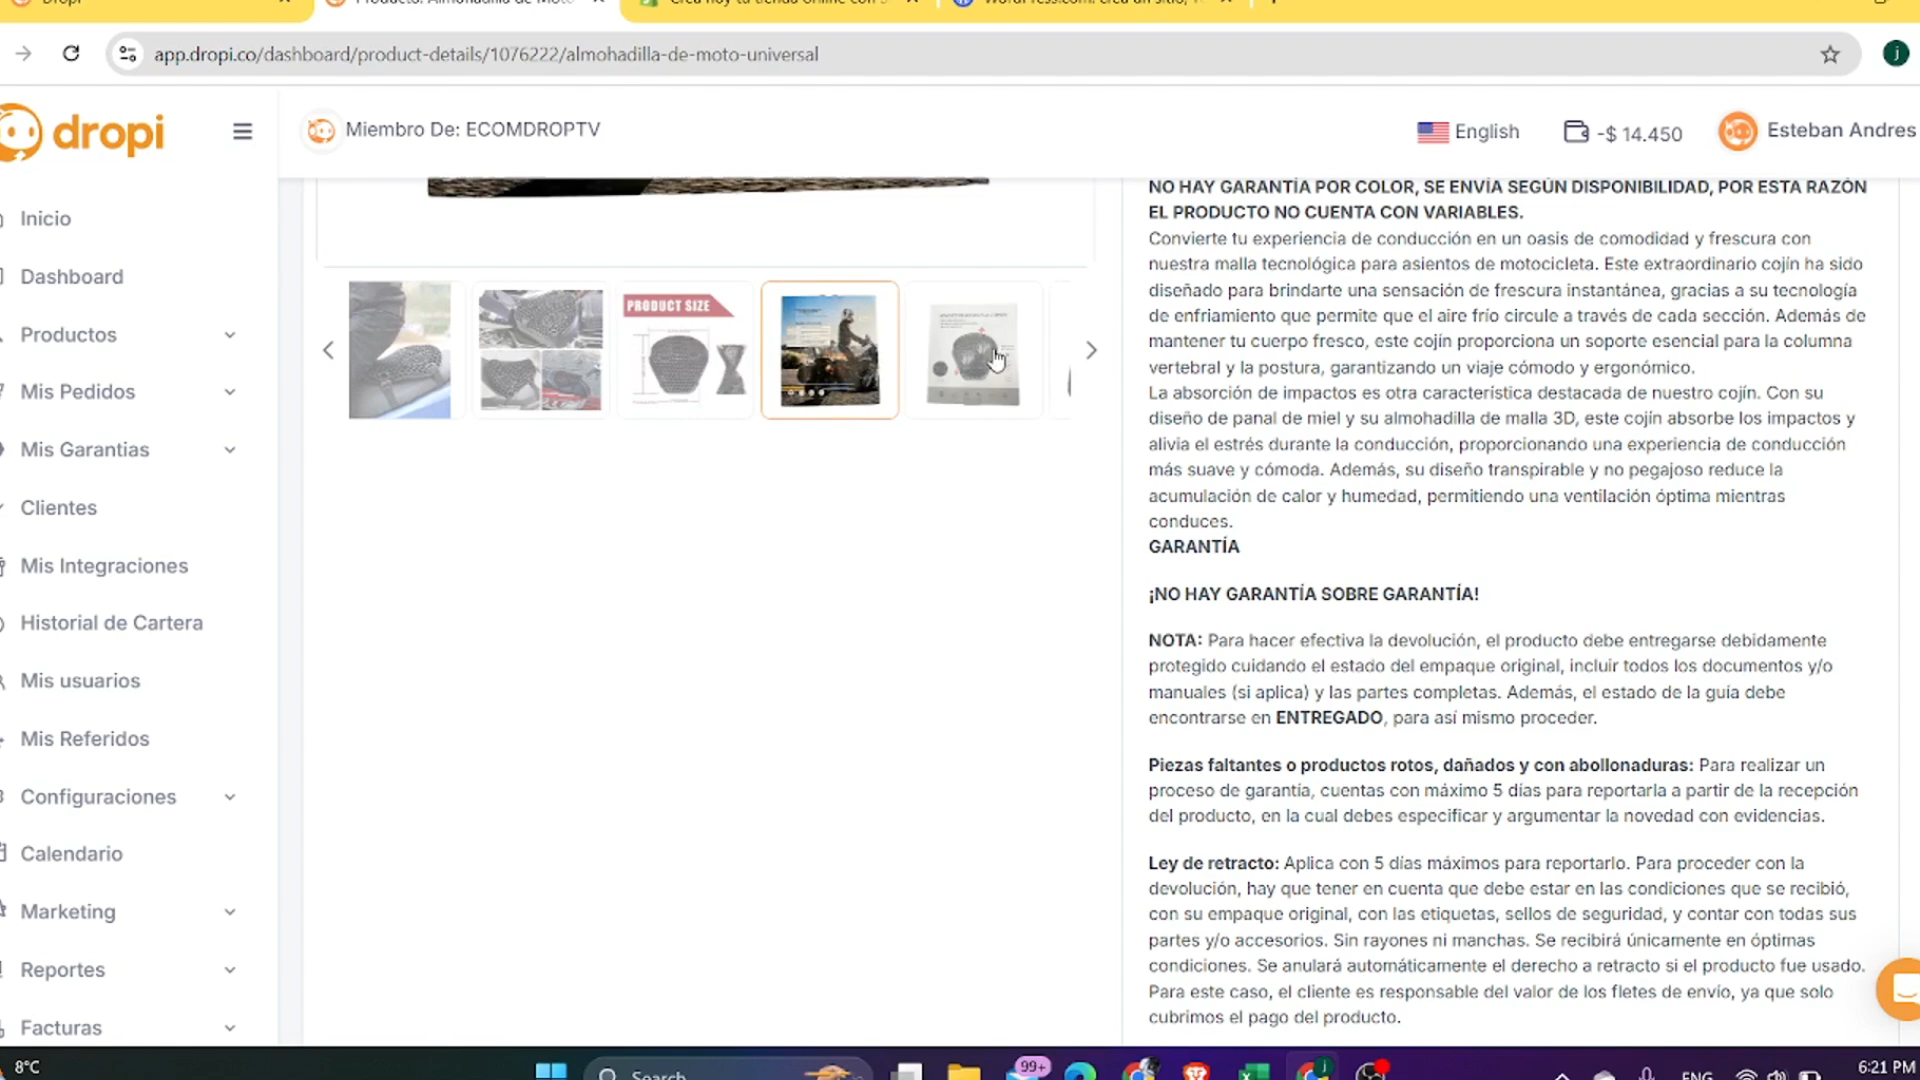 app.dropi.co/dashboard/product-details/1076222/almohadilla-de-moto-universal
j
dropi
Miembro De: ECOMDROPTV
English
-$ 14.450
Esteban Andres
Inicio
Dashboard
Productos
Mis Pedidos
Mis Garantias
Clientes
Mis Integraciones
Historial de Cartera
Mis usuarios
Mis Referidos
Configuraciones
Calendario
Marketing
Reportes
Facturas
PRODUCT SIZE
NO HAY GARANTÍA POR COLOR, SE ENVÍA SEGÚN DISPONIBILIDAD, POR ESTA RAZÓN
EL PRODUCTO NO CUENTA CON VARIABLES.
Convierte tu experiencia de conducción en un oasis de comodidad y frescura con
nuestra malla tecnológica para asientos de motocicleta. Este extraordinario cojín ha sido
diseñado para brindarte una sensación de frescura instantánea, gracias a su tecnología
de enfriamiento que permite que el aire frío circule a través de cada sección. Además de
mantener tu cuerpo fresco, este cojín proporciona un soporte esencial para la columna
vertebral y la postura, garantizando un viaje cómodo y ergonómico.
La absorción de impactos es otra característica destacada de nuestro cojín. Con su
diseño de panal de miel y su almohadilla de malla 3D, este cojín absorbe los impactos y
alivia el estrés durante la conducción, proporcionando una experiencia de conducción
más suave y cómoda. Además, su diseño transpirable y no pegajoso reduce la
acumulación de calor y humedad, permitiendo una ventilación óptima mientras
conduces.
GARANTÍA
¡NO HAY GARANTÍA SOBRE GARANTÍA!
NOTA: Para hacer efectiva la devolución, el producto debe entregarse debidamente
protegido cuidando el estado del empaque original, incluir todos los documentos y/o
manuales (si aplica) y las partes completas. Además, el estado de la guía debe
encontrarse en ENTREGADO, para así mismo proceder.
Piezas faltantes o productos rotos, dañados y con abollonaduras: Para realizar un
proceso de garantía, cuentas con máximo 5 días para reportarla a partir de la recepción
del producto, en la cual debes especificar y argumentar la novedad con evidencias.
Ley de retracto: Aplica con 5 días máximos para reportarlo. Para proceder con la
devolución, hay que tener en cuenta que debe estar en las condiciones que se recibió,
con su empaque original, con las etiquetas, sellos de seguridad, y contar con todas sus
partes y/o accesorios. Sin rayones ni manchas. Se recibirá únicamente en óptimas
condiciones. Se anulará automáticamente el derecho a retracto si el producto fue usado.
Para este caso, el cliente es responsable del valor de los fletes de envío, ya que solo
cubrimos el pago del producto.
8°C
Search
99+
ENG
6:21 PM